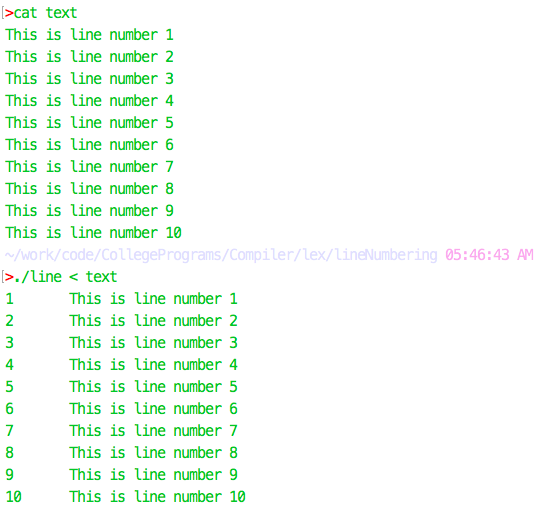 >cat text
This is line number 1
This is line number 2
This is line number 3
This is line number 4
This is line number 5
This is line number 6
This is line number 7
This is line number 8
This is line number 9
This is line number 10
~/work/code/CollegePrograms/Compiler/lex/lineNumbering 05:46:43 AM
>./line < text
1       This is line number 1
2       This is line number 2
3       This is line number 3
4       This is line number 4
5       This is line number 5
6       This is line number 6
7       This is line number 7
8       This is line number 8
9       This is line number 9
10      This is line number 10